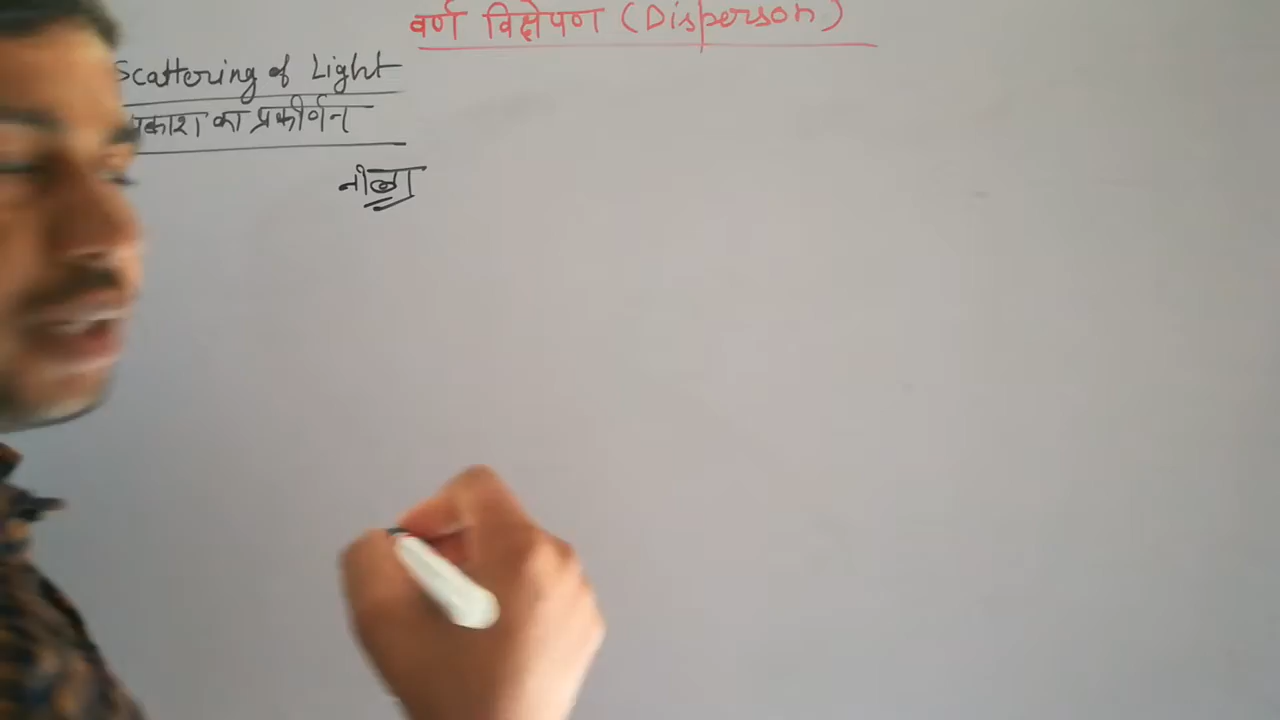 वर्ण विक्षेपण (Disperson)
Scattering of Light
प्रकाश का प्रकीर्णन
नीला